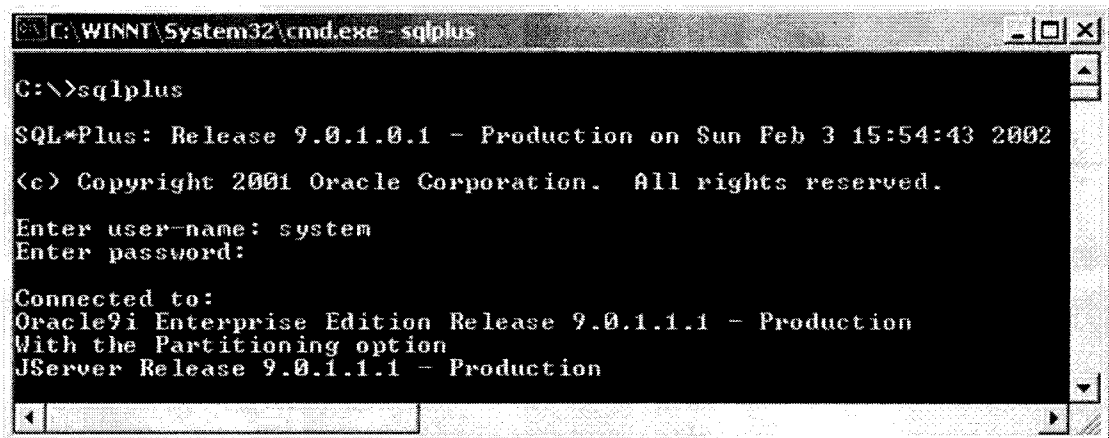 C:\WINNT\System32\cmd.exe - sqlplus
C:\>sqlplus
SQL*Plus: Release 9.0.1.0.1 - Production on Sun Feb 3 15:54:43 2002
(c) Copyright 2001 Oracle Corporation.  All rights reserved.
Enter user-name: system
Enter password:
Connected to:
Oracle9i Enterprise Edition Release 9.0.1.1.1 - Production
With the Partitioning option
JServer Release 9.0.1.1.1 - Production